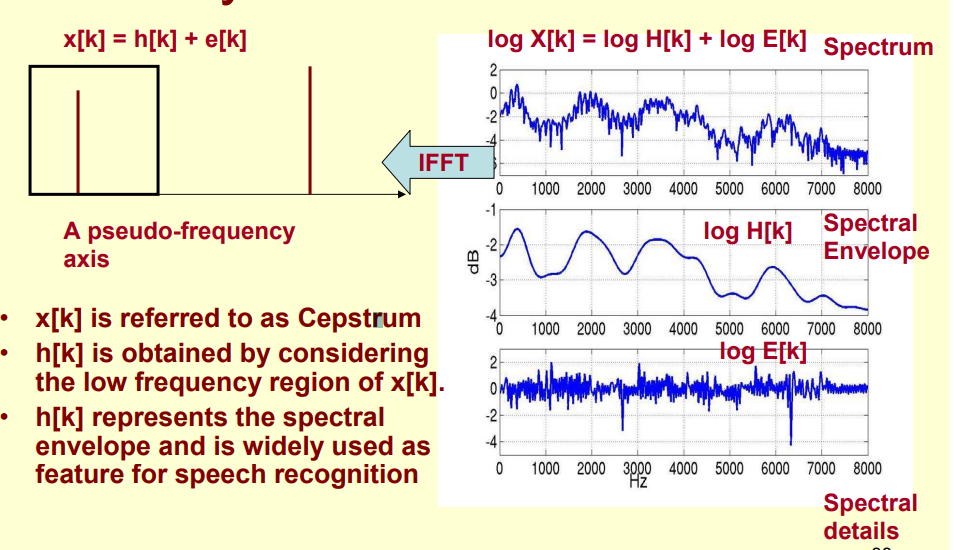 x[k] = h[k] + e[k]
log X[k] = log H[k] + log E[k]
Spectrum
2
0
-2
-4
0 1000 2000 3000 4000 5000 6000 7000 8000
IFFT
A pseudo-frequency
axis
-1
-2
-3
-4
dB
log H[k]
Spectral
Envelope
0 1000 2000 3000 4000 5000 6000 7000 8000
log E[k]
2
0
-2
-4
0 1000 2000 3000 4000 5000 6000 7000 8000
Hz
Spectral
details
• x[k] is referred to as Cepstrum
• h[k] is obtained by considering
the low frequency region of x[k].
• h[k] represents the spectral
envelope and is widely used as
feature for speech recognition